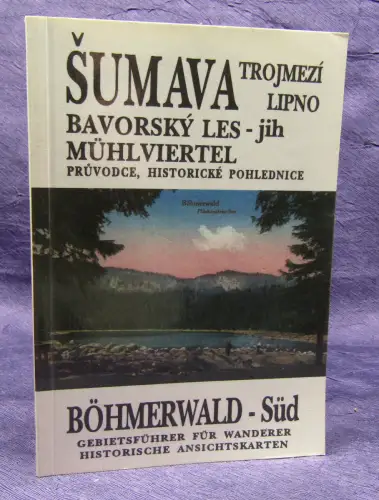 ŠUMAVA TROJMEZÍ
LIPNO
BAVORSKÝ LES - jih
MÜHLVIERTEL
PRŮVODCE, HISTORICKÉ POHLEDNICE
Böhmerwald
BÖHMERWALD - Süd
GEBIETSFÜHRER FÜR WANDERER
HISTORISCHE ANSICHTSKARTEN